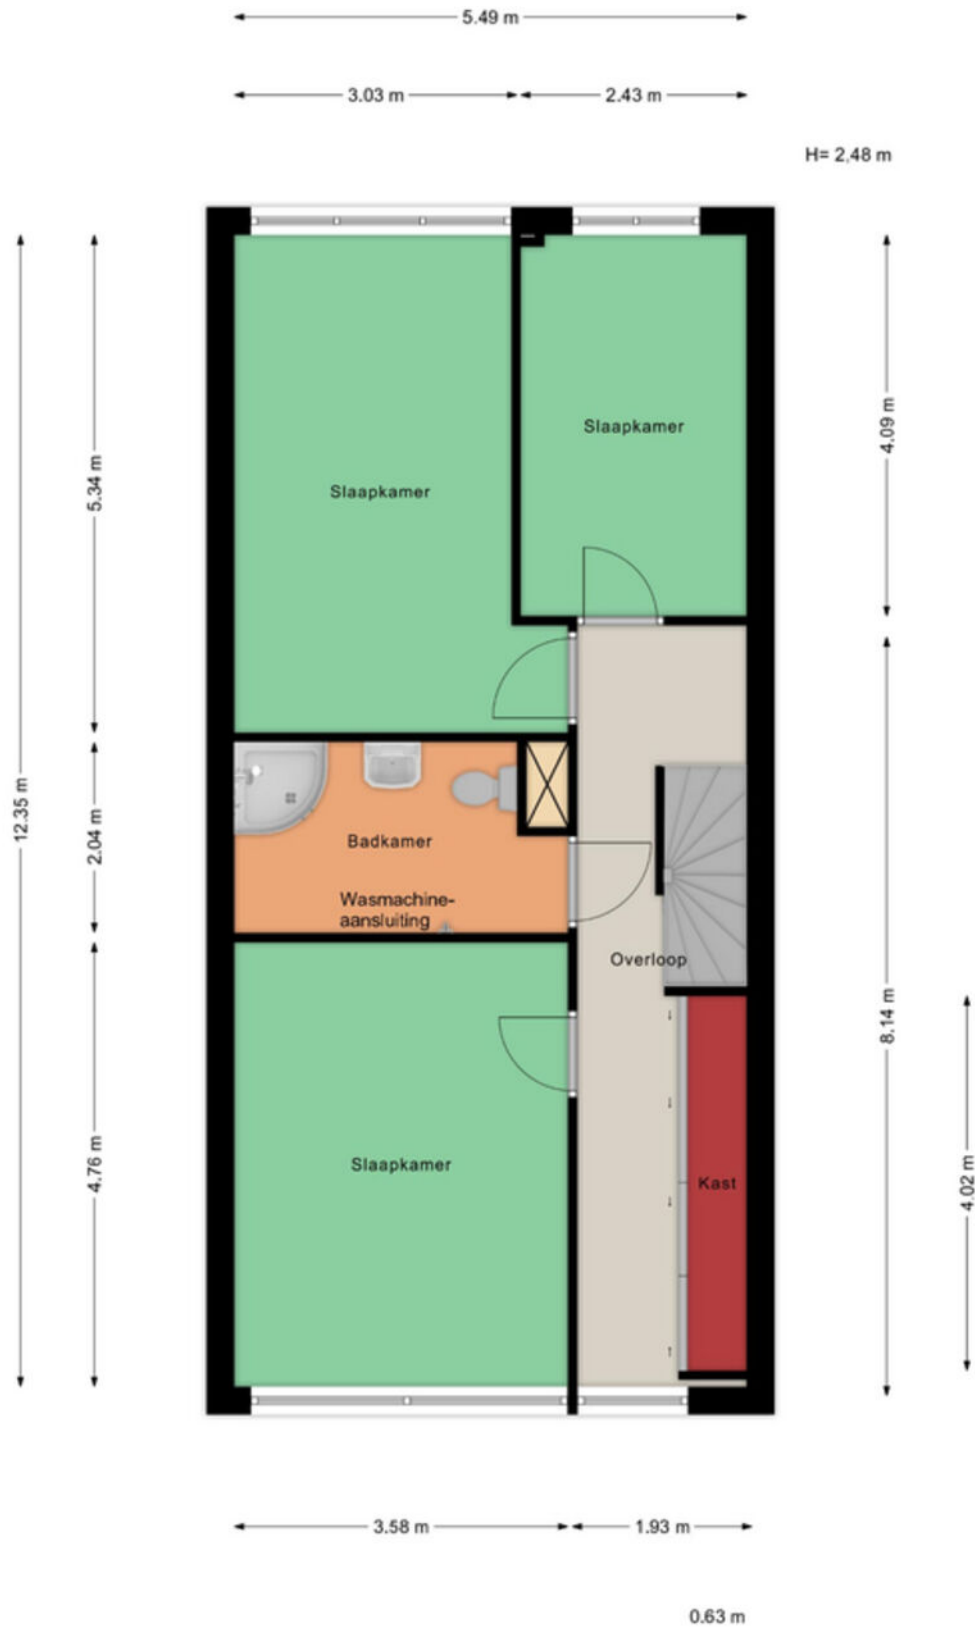 5.49 m
3.03 m
2.43 m
H= 2,48 m
5.34 m
4.09 m
Slaapkamer
Slaapkamer
12.35 m
2.04 m
Badkamer
Wasmachine-
aansluiting
Overloop
8.14 m
4.76 m
Slaapkamer
Kast
4.02 m
3.58 m
1.93 m
0.63 m